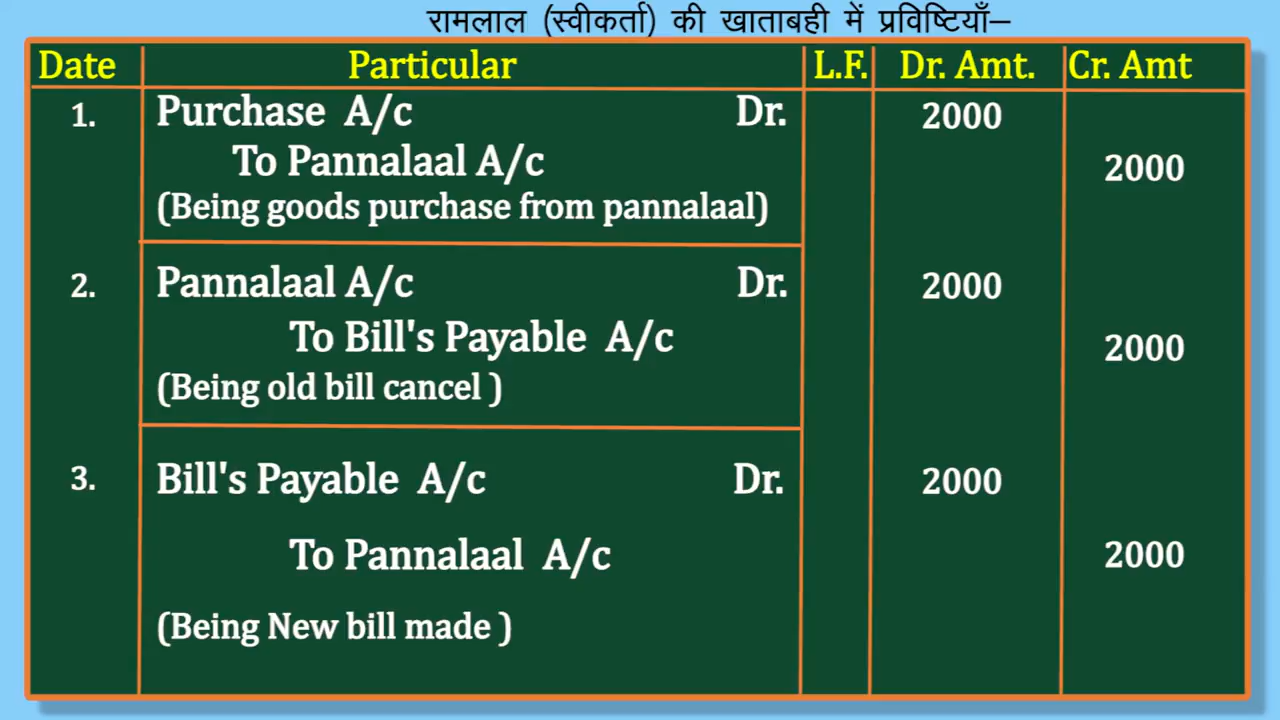 रामलाल (स्वीकर्ता) की खाताबही में प्रविष्टियाँ–
Date Particular L.F. Dr. Amt. Cr. Amt
1. Purchase A/c Dr. 2000
To Pannalaal A/c 2000
(Being goods purchase from pannalaal)
2. Pannalaal A/c Dr. 2000
To Bill's Payable A/c 2000
(Being old bill cancel )
3. Bill's Payable A/c Dr. 2000
To Pannalaal A/c 2000
(Being New bill made )